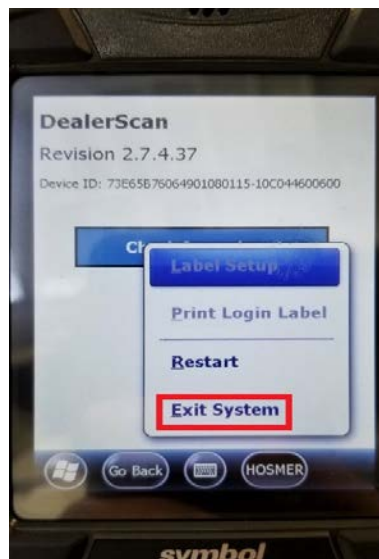 DealerScan
Revision 2.7.4.37
Device ID: 73E65B76064901080115-10C044600600
Label Setup
Print Login Label
Restart
Exit System
Go Back
HOSMER
symbol